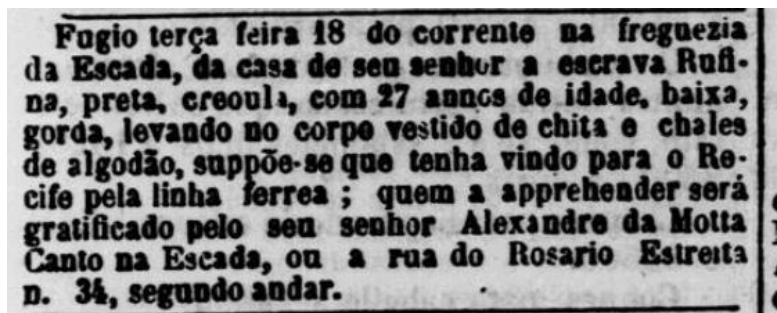 Fugio terça feira 18 do corrente na freguezia
da Escada, da casa de seu senhor a escrava Rufi-
na, preta, creoula, com 27 annos de idade, baixa,
gorda, levando no corpo vestido de chita e chales
de algodão, suppõe-se que tenha vindo para o Re-
cife pela linha ferrea ; quem a apprehender será
gratificado pelo seu senhor Alexandre da Motta
Canto na Escada, ou a rua do Rosario Estreita
n. 34, segundo andar.